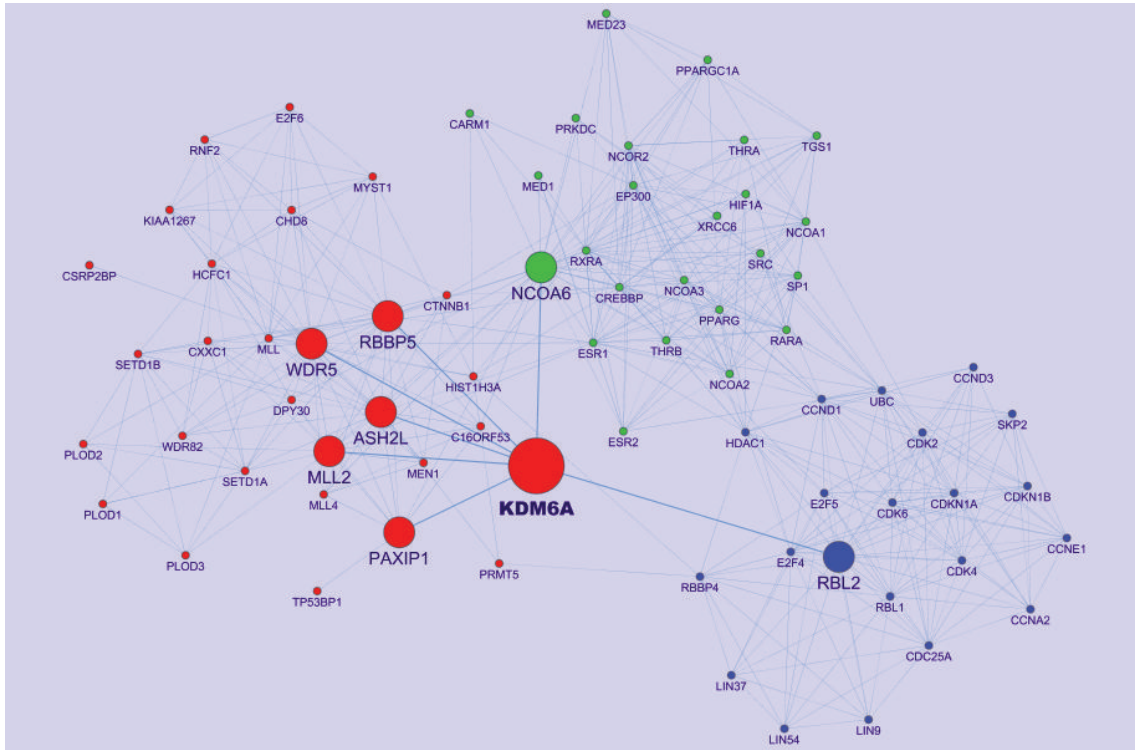 MED23
PPARGC1A
E2F6
CARM1
PRKDC
RNF2
NCOR2
THRA
TGS1
MYST1
MED1
EP300
HIF1A
KIAA1267
CHD8
XRCC6
NCOA1
CSRP2BP
HCFC1
RXRA
SRC
NCOA6
CREBBP
NCOA3
SP1
CTNNB1
RBBP5
PPARG
SETD1B
CXXC1
MLL
WDR5
ESR1
THRB
RARA
HIST1H3A
NCOA2
CCND3
DPY30
CCND1
UBC
ASH2L
C16ORF53
SKP2
PLOD2
WDR82
ESR2
HDAC1
CDK2
MLL2
SETD1A
MEN1
MLL4
KDM6A
E2F5
CDK6
CDKN1A
CDKN1B
PLOD1
PLOD3
PAXIP1
PRMT5
E2F4
CCNE1
CDK4
RBL2
TP53BP1
RBBP4
RBL1
CCNA2
CDC25A
LIN37
LIN54
LIN9